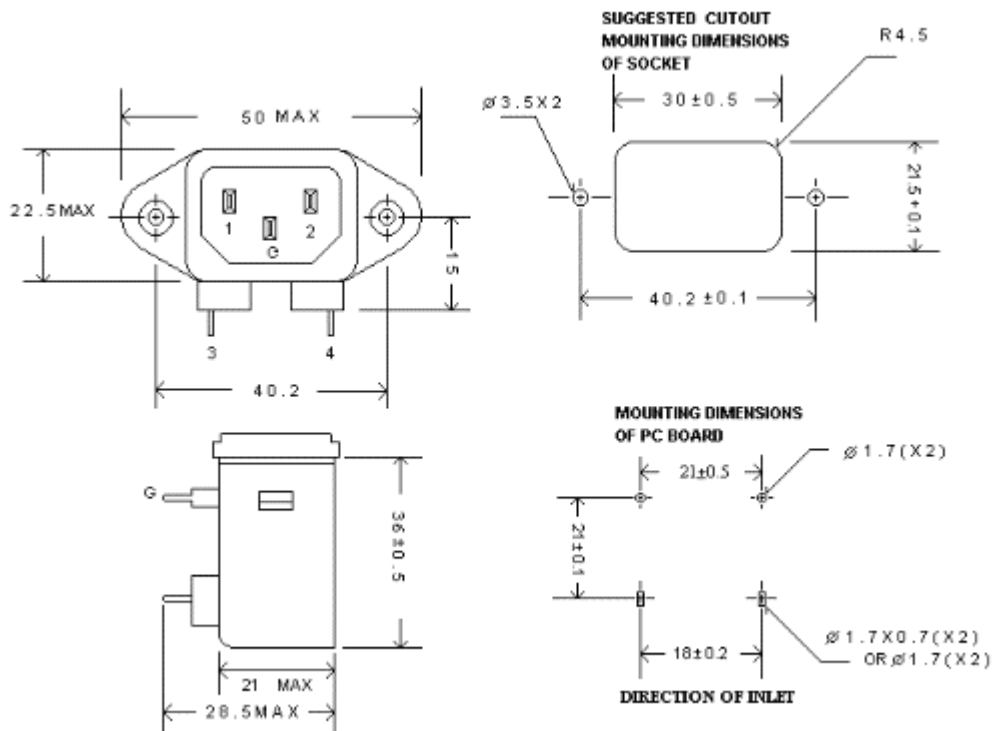 SUGGESTED CUTOUT
MOUNTING DIMENSIONS
OF SOCKET
R4.5
50 MAX
Ø3.5X2
30±0.5
22.5MAX
1
2
G
15
21.5±0.1
3
4
40.2±0.1
40.2
MOUNTING DIMENSIONS
OF PC BOARD
Ø1.7(X2)
21±0.5
G
36±0.5
21±0.1
Ø1.7X0.7(X2)
ORØ1.7(X2)
18±0.2
21 MAX
28.5MAX
DIRECTION OF INLET